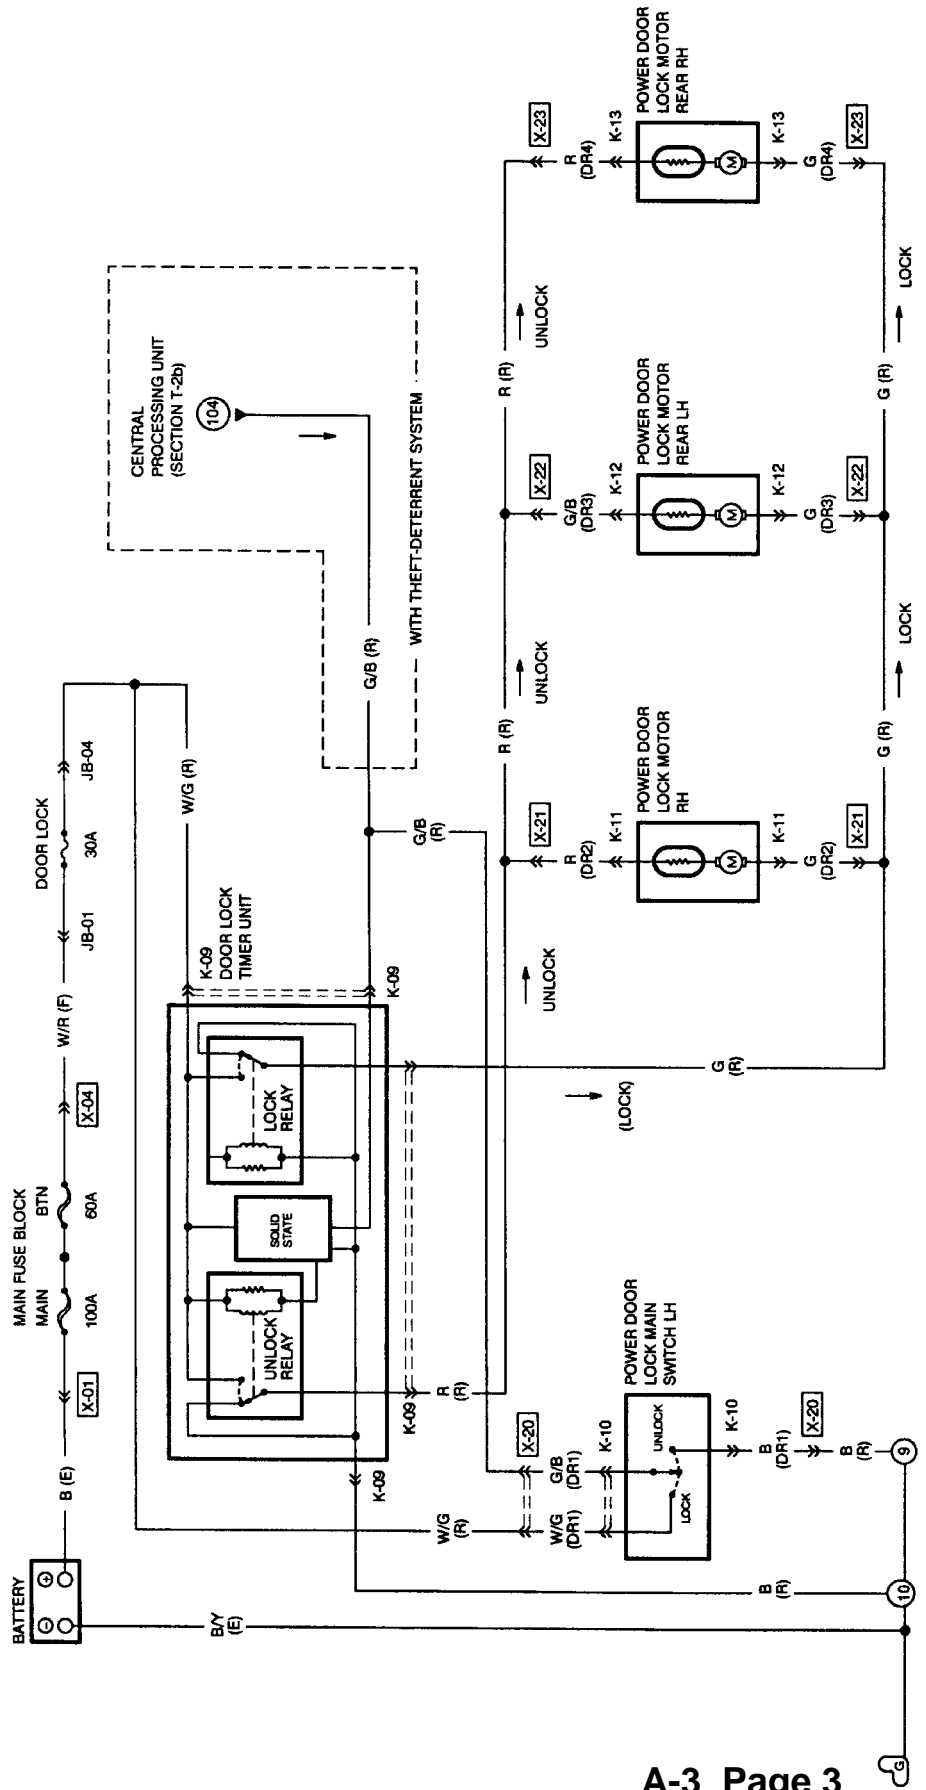 BATTERY
B (E)
X-01
MAIN FUSE BLOCK
MAIN
BTN
100A
60A
X-04
W/R (F)
JB-01
DOOR LOCK
30A
JB-04
B/Y
(E)
W/G (R)
K-09
DOOR LOCK
TIMER UNIT
K-09
UNLOCK
RELAY
SOLID
STATE
LOCK
RELAY
K-09
K-09
CENTRAL
PROCESSING UNIT
(SECTION T-2b)
104
WITH THEFT-DETERRENT SYSTEM
G/B (R)
G/B
(R)
R
(R)
W/G
(R)
X-20
W/G
(DR1)
G/B
(DR1)
K-10
POWER DOOR
LOCK MAIN
SWITCH LH
LOCK
UNLOCK
K-10
B
(DR1)
X-20
B
(R)
9
B
(R)
10
G
(LOCK)
G
(R)
UNLOCK
R (R)
UNLOCK
R (R)
UNLOCK
X-21
R
(DR2)
K-11
POWER DOOR
LOCK MOTOR
RH
M
K-11
G
(DR2)
X-21
X-22
G/B
(DR3)
K-12
POWER DOOR
LOCK MOTOR
REAR LH
M
K-12
G
(DR3)
X-22
X-23
R
(DR4)
K-13
POWER DOOR
LOCK MOTOR
REAR RH
M
K-13
G
(DR4)
X-23
G (R)
LOCK
G (R)
LOCK
A-3 Page 3